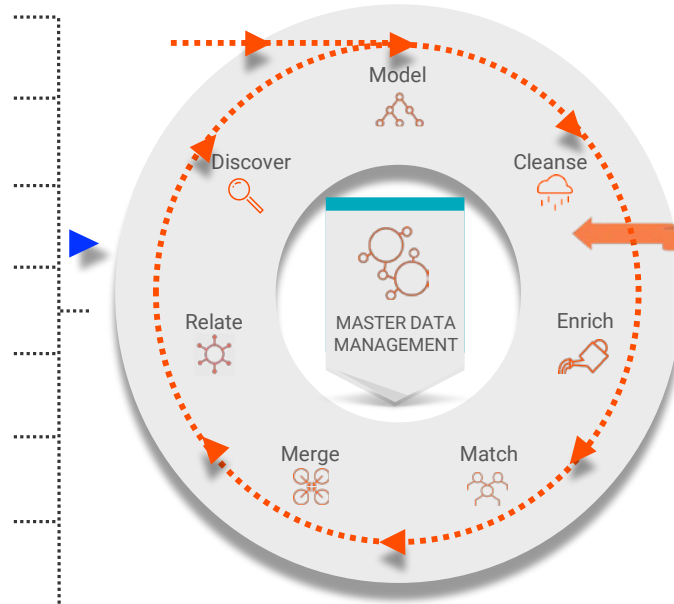 Model
Discover
Cleanse
MASTER DATA
MANAGEMENT
Relate
Enrich
Merge
Match